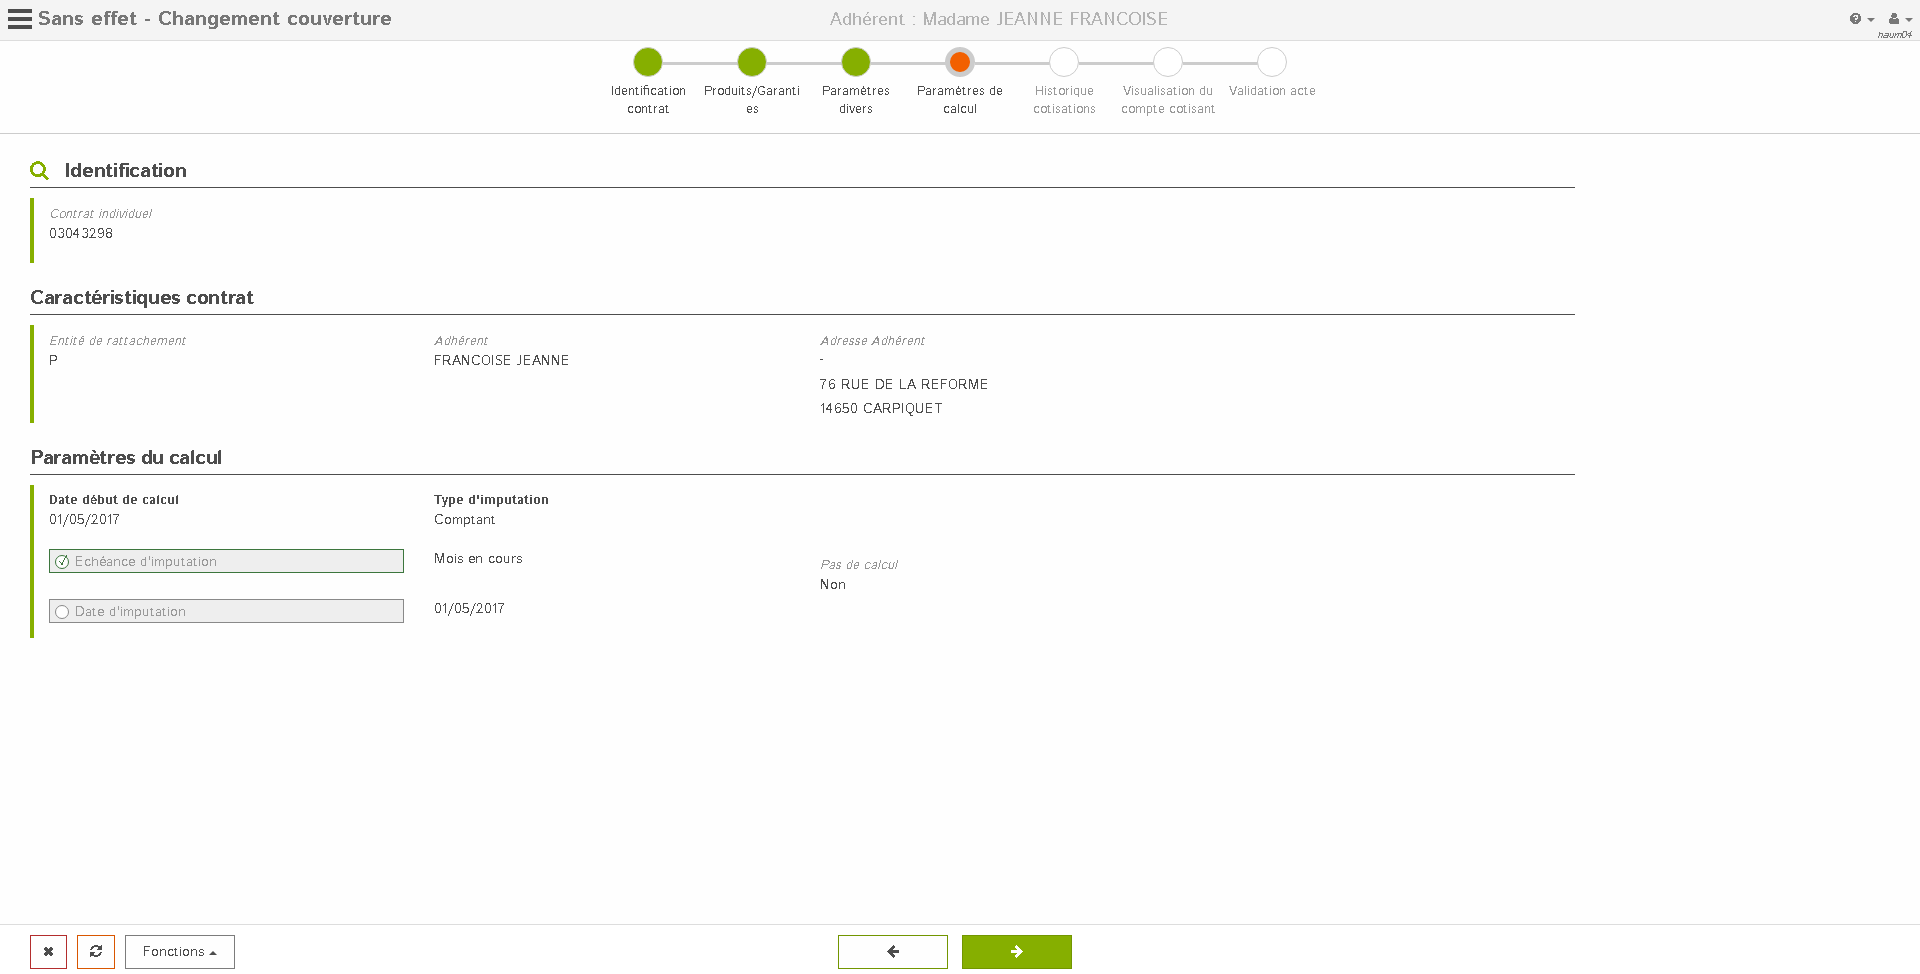 Sans effet - Changement couverture
Adhérent : Madame JEANNE FRANCOISE
naum04
Identification
contrat
Produits/Garanti
es
Paramètres
divers
Paramètres de
calcul
Historique
cotisations
Visualisation du
compte cotisant
Validation acte
Identification
Contrat individuel
03043298
Caractéristiques contrat
Entité de rattachement
P
Adhérent
FRANCOISE JEANNE
Adresse Adhérent
-
76 RUE DE LA REFORME
14650 CARPIQUET
Paramètres du calcul
Date début de calcul
01/05/2017
Type d'imputation
Comptant
Echéance d'imputation
Mois en cours
Pas de calcul
Non
Date d'imputation
01/05/2017
Fonctions